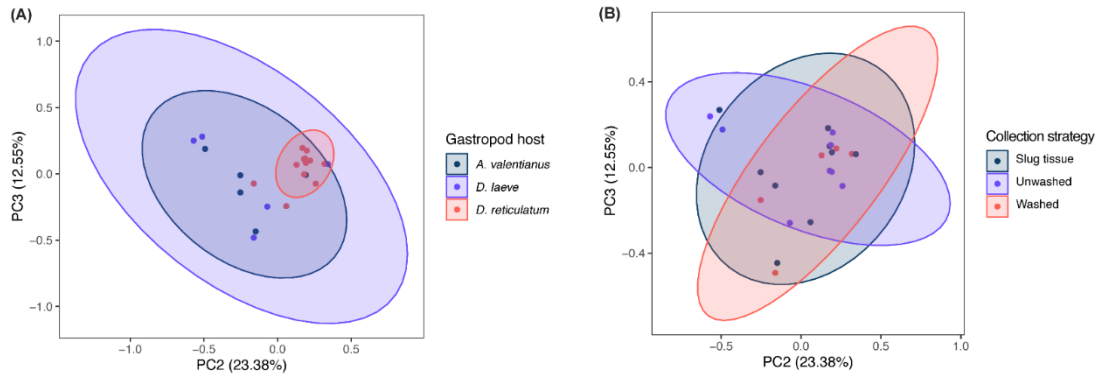 (A)
1.0
0.5
0.0
−0.5
−1.0
PC3 (12.55%)
−1.0
−0.5
0.0
0.5
PC2 (23.38%)
Gastropod host
A. valentianus
D. laeve
D. reticulatum
(B)
0.4
0.0
−0.4
PC3 (12.55%)
−0.5
0.0
0.5
1.0
PC2 (23.38%)
Collection strategy
Slug tissue
Unwashed
Washed